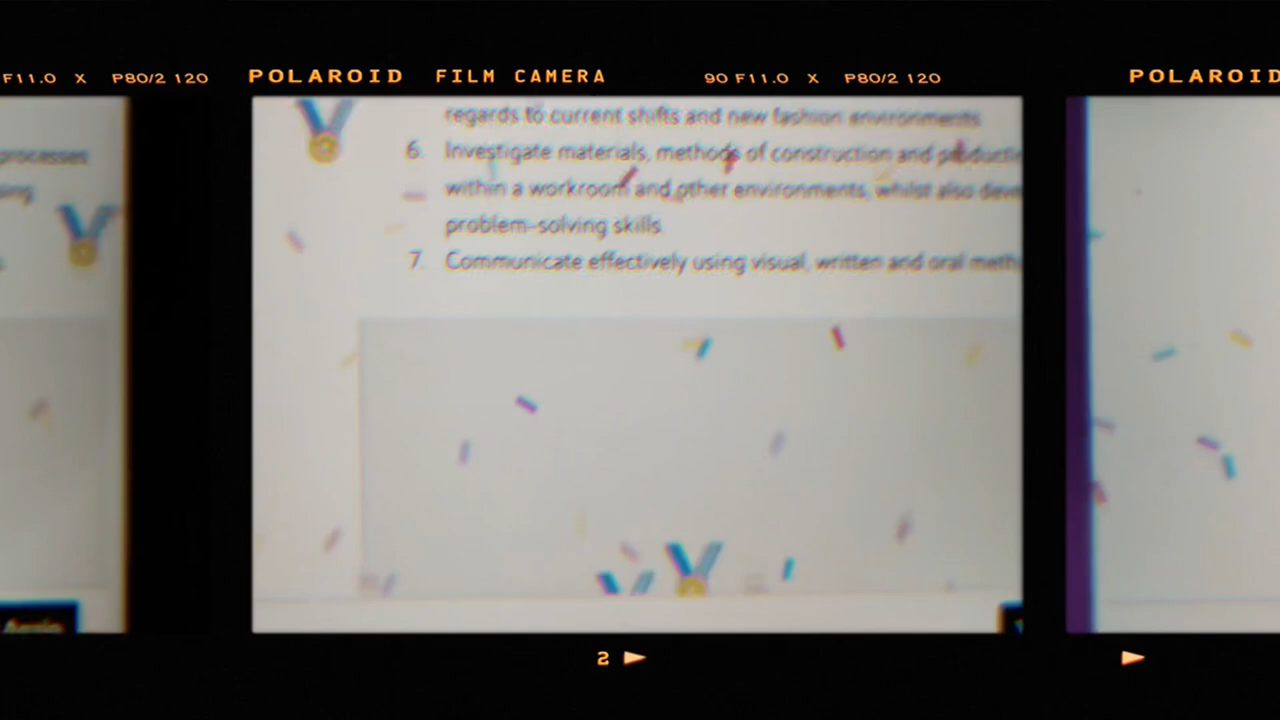 F11.0 X P80/2 120 POLAROID FILM CAMERA 90 F11.0 X P80/2 120 POLAROID
processes
regards to current shifts and new fashion environments
6. Investigate materials, methods of construction and
within a workroom and other environments, whilst also
problem-solving skills
7. Communicate effectively using visual, written and oral
2